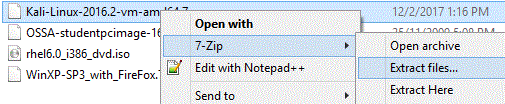 Kali-Linux-2016.2-vm-am
12/2/2017 1:16 PM
Open with
OSSA-studentpcimage-16
7-Zip
Open archive
rhel6.0_i386_dvd.iso
Edit with Notepad++
Extract files...
WinXP-SP3_with_FireFox.
Send to
Extract Here